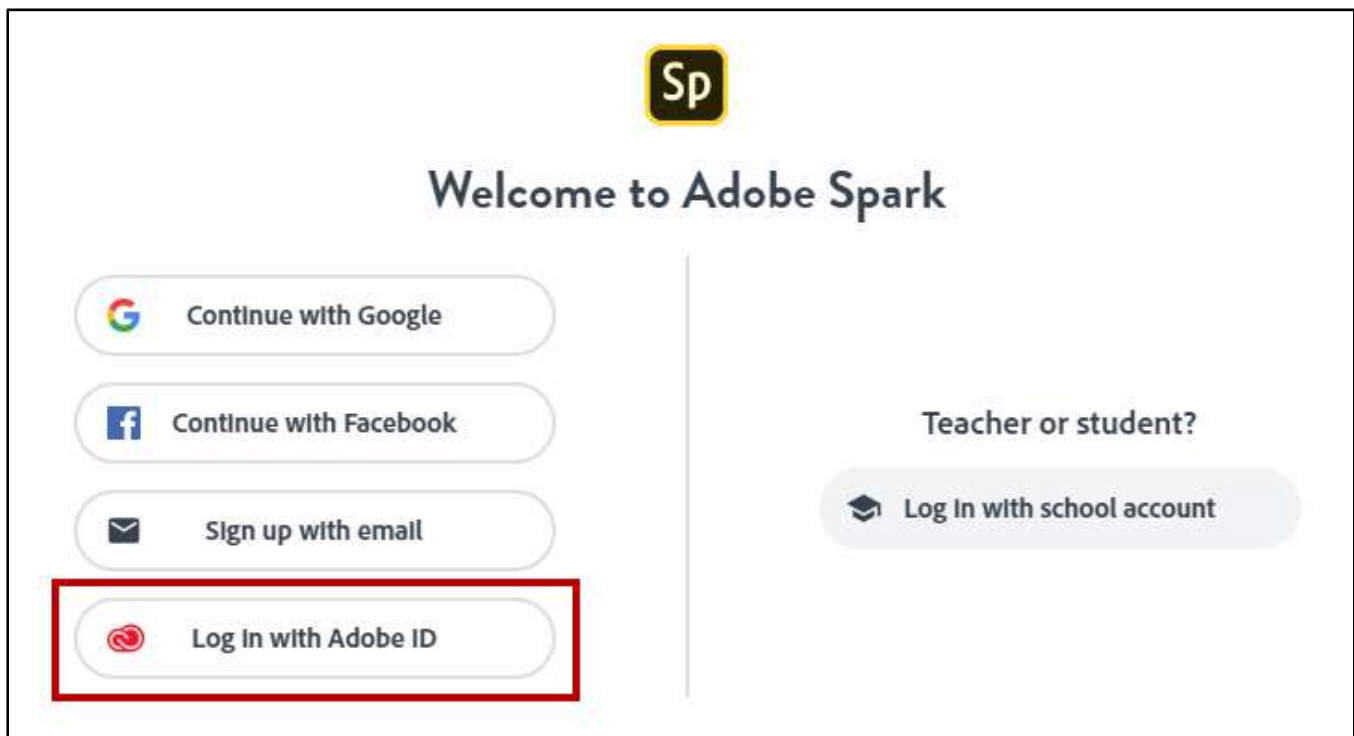 Sp
Welcome to Adobe Spark
Continue with Google
Continue with Facebook
Sign up with email
Log in with Adobe ID
Teacher or student?
Log in with school account